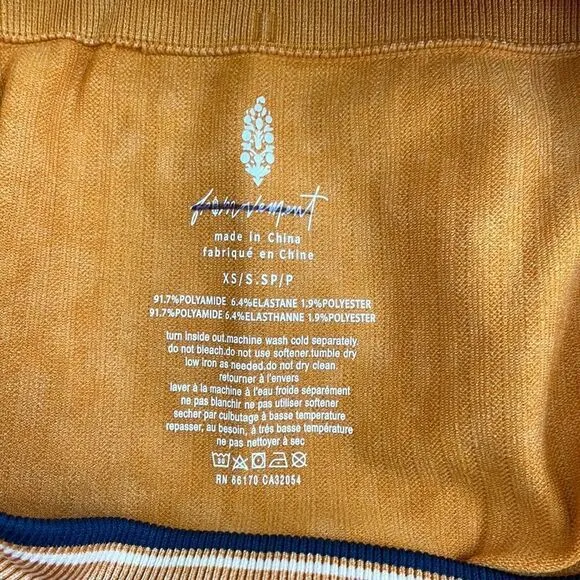 made in China
fabriqué en Chine
XS/S.SP/P
91.7%POLYAMIDE 6.4%ELASTANE 1.9%POLYESTER
91.7%POLYAMIDE 6.4%ELASTHANNE 1.9%POLYESTER
turn inside out.machine wash cold separately.
do not bleach.do not use softener.tumble dry
low iron as needed.do not dry clean.
retourner à l'envers
laver à la machine à l'eau froide séparément
ne pas blanchir ne pas utiliser softener
secher par culbutage à basse temperature
repasser, au besoin, à trés basse température
ne pas nettoyer à sec
RN 66170 CA32054